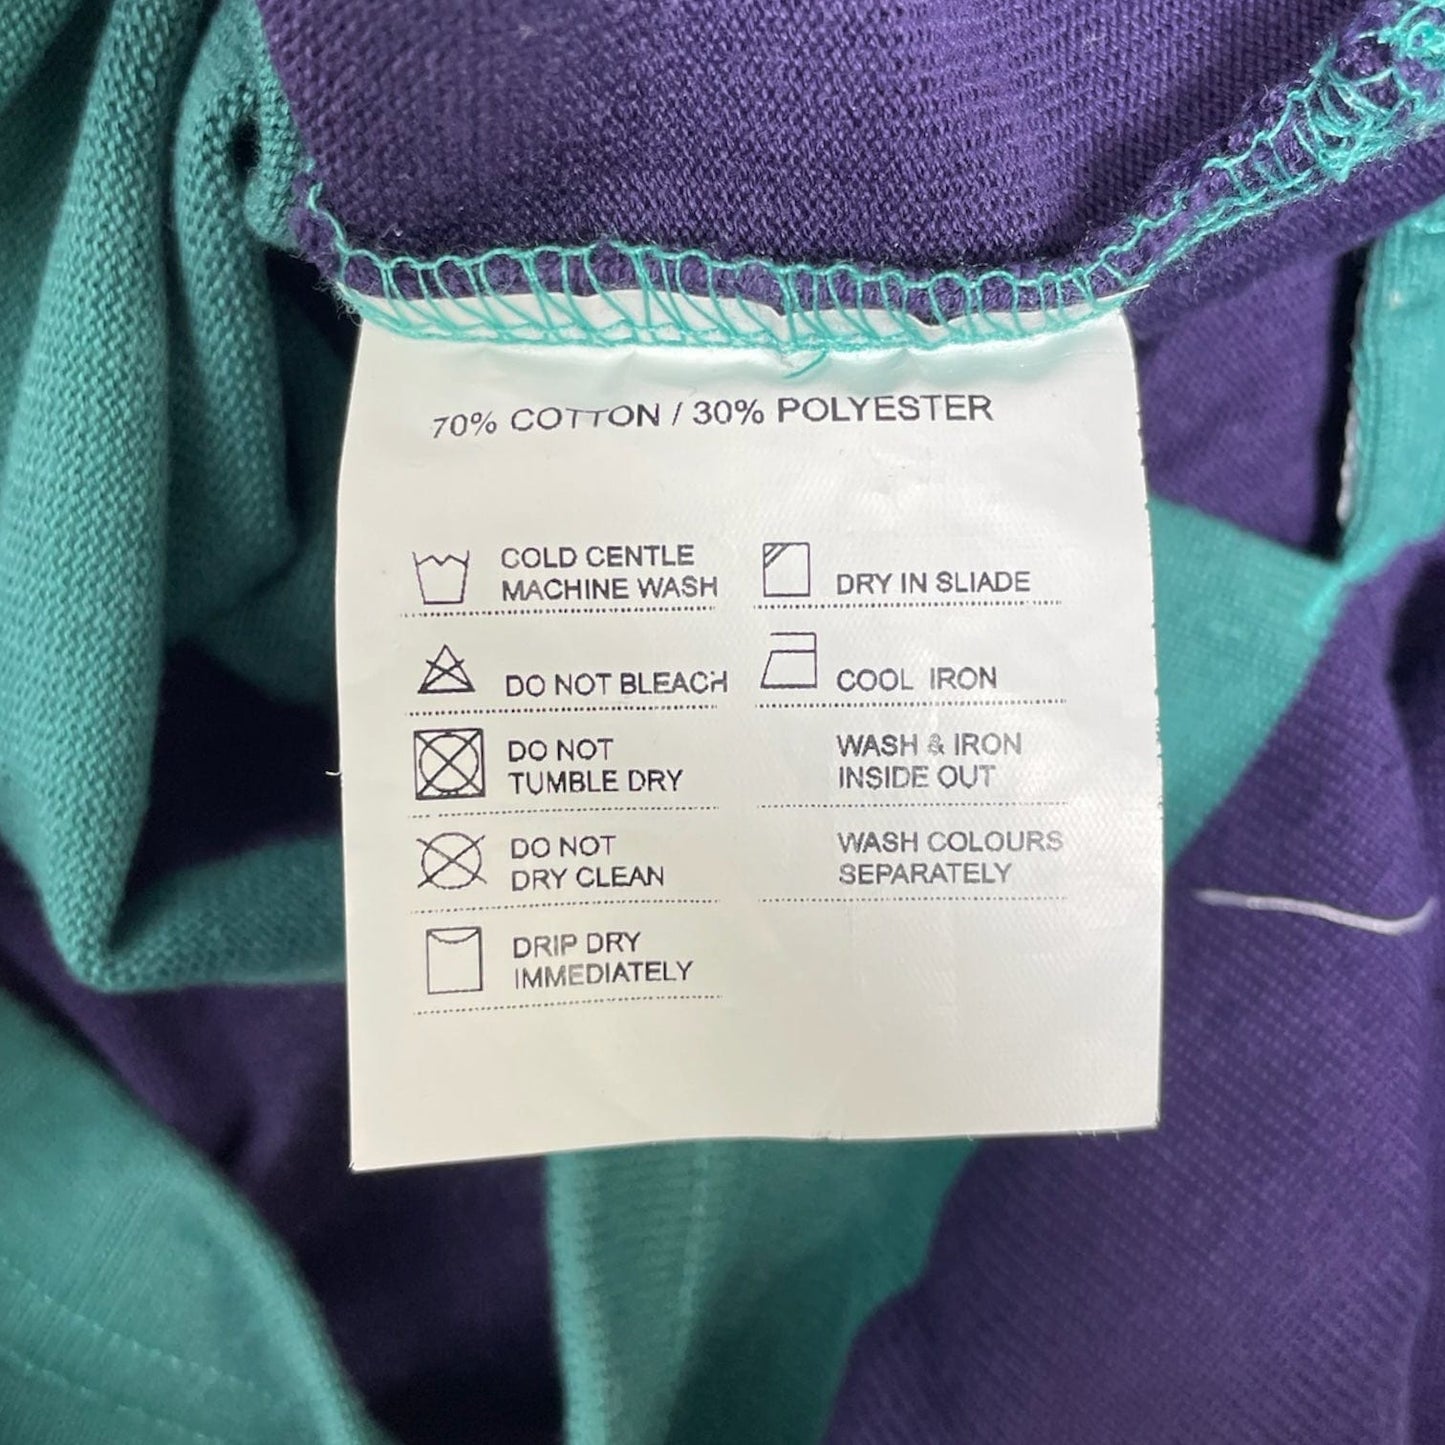 70% COTTON / 30% POLYESTER
COLD CENTLE
MACHINE WASH
DO NOT BLEACH
DO NOT
TUMBLE DRY
DO NOT
DRY CLEAN
DRIP DRY
IMMEDIATELY
DRY IN SLIADE
COOL IRON
WASH & IRON
INSIDE OUT
WASH COLOURS
SEPARATELY